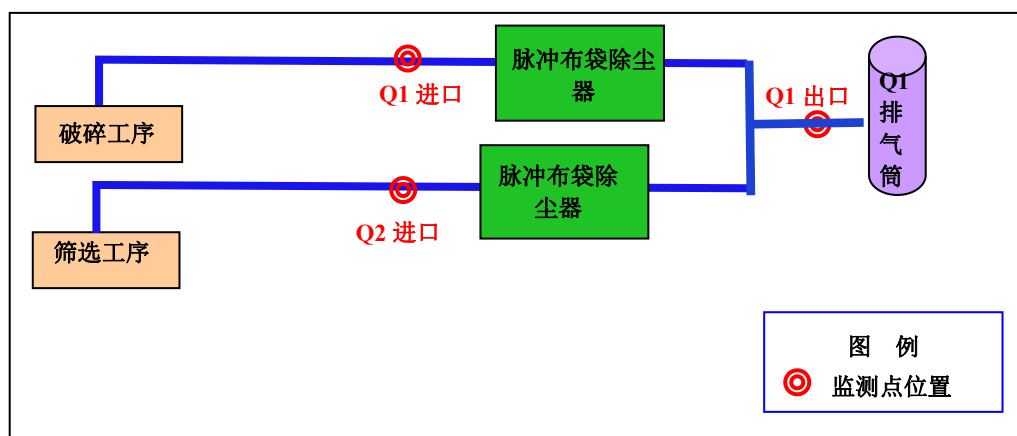 脉冲布袋除尘
器
Q1 进口
破碎工序
Q1 出口
Q1
排
气
筒
脉冲布袋除
尘器
Q2 进口
筛选工序
图 例
监测点位置